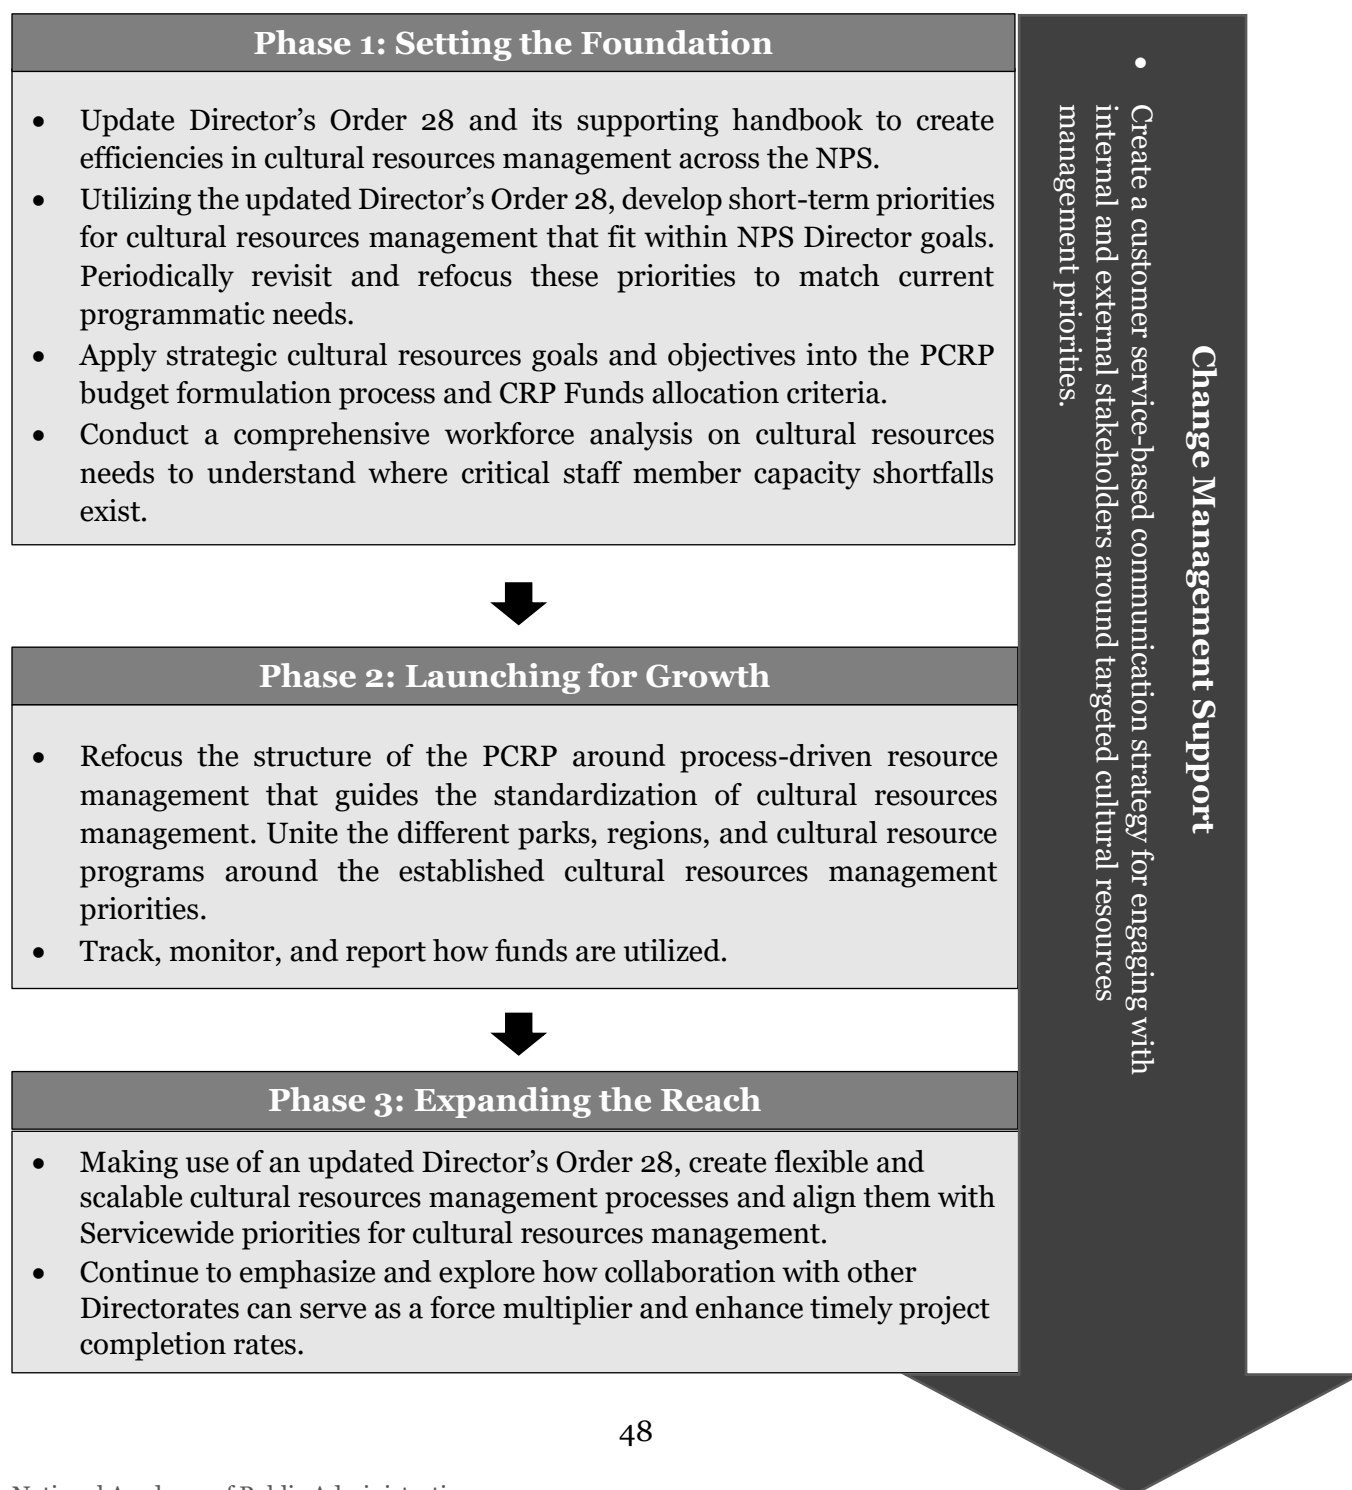 Phase 1: Setting the Foundation
• Update Director’s Order 28 and its supporting handbook to create
efficiencies in cultural resources management across the NPS.
• Utilizing the updated Director’s Order 28, develop short-term priorities
for cultural resources management that fit within NPS Director goals.
Periodically revisit and refocus these priorities to match current
programmatic needs.
• Apply strategic cultural resources goals and objectives into the PCRP
budget formulation process and CRP Funds allocation criteria.
• Conduct a comprehensive workforce analysis on cultural resources
needs to understand where critical staff member capacity shortfalls
exist.
Phase 2: Launching for Growth
• Refocus the structure of the PCRP around process-driven resource
management that guides the standardization of cultural resources
management. Unite the different parks, regions, and cultural resource
programs around the established cultural resources management
priorities.
• Track, monitor, and report how funds are utilized.
Phase 3: Expanding the Reach
• Making use of an updated Director’s Order 28, create flexible and
scalable cultural resources management processes and align them with
Servicewide priorities for cultural resources management.
• Continue to emphasize and explore how collaboration with other
Directorates can serve as a force multiplier and enhance timely project
completion rates.
Change Management Support
• Create a customer service-based communication strategy for engaging with
internal and external stakeholders around targeted cultural resources
management priorities.
48